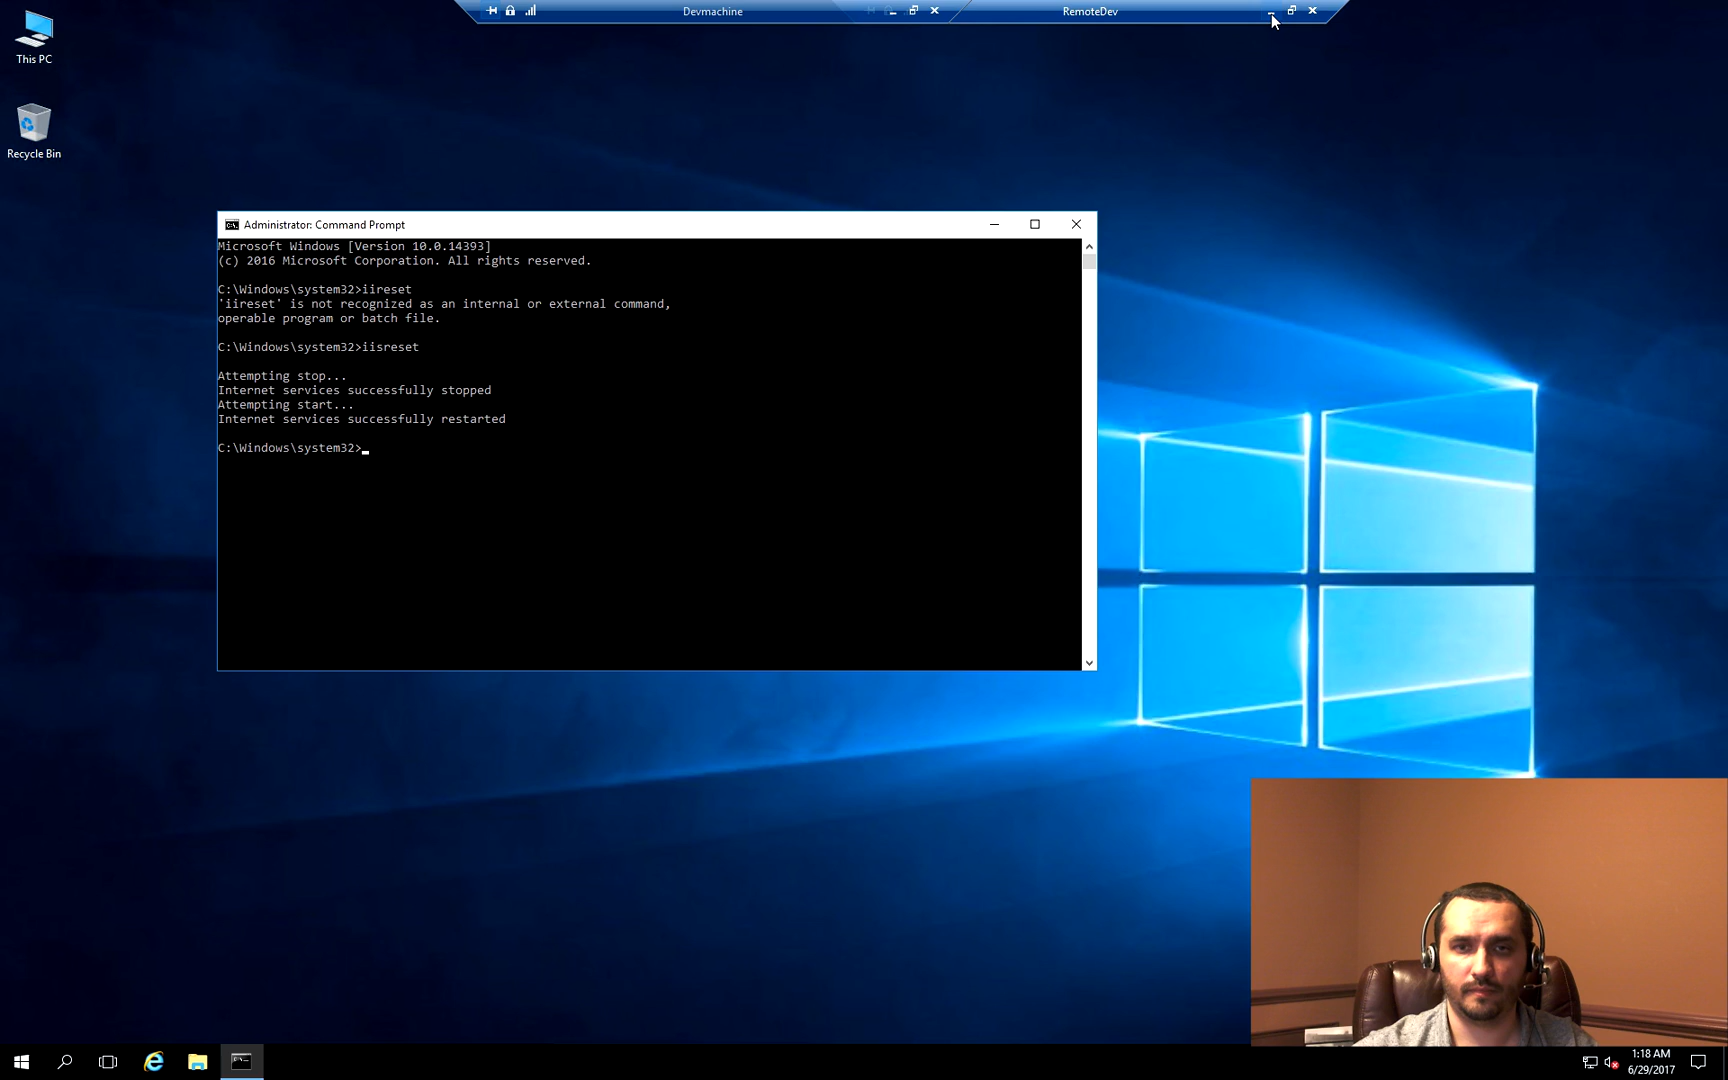 Devmachine
RemoteDev
This PC
Recycle Bin
Administrator: Command Prompt
Microsoft Windows [Version 10.0.14393]
(c) 2016 Microsoft Corporation. All rights reserved.
C:\Windows\system32>iireset
'iireset' is not recognized as an internal or external command,
operable program or batch file.
C:\Windows\system32>iisreset
Attempting stop...
Internet services successfully stopped
Attempting start...
Internet services successfully restarted
C:\Windows\system32>
1:18 AM
6/29/2017